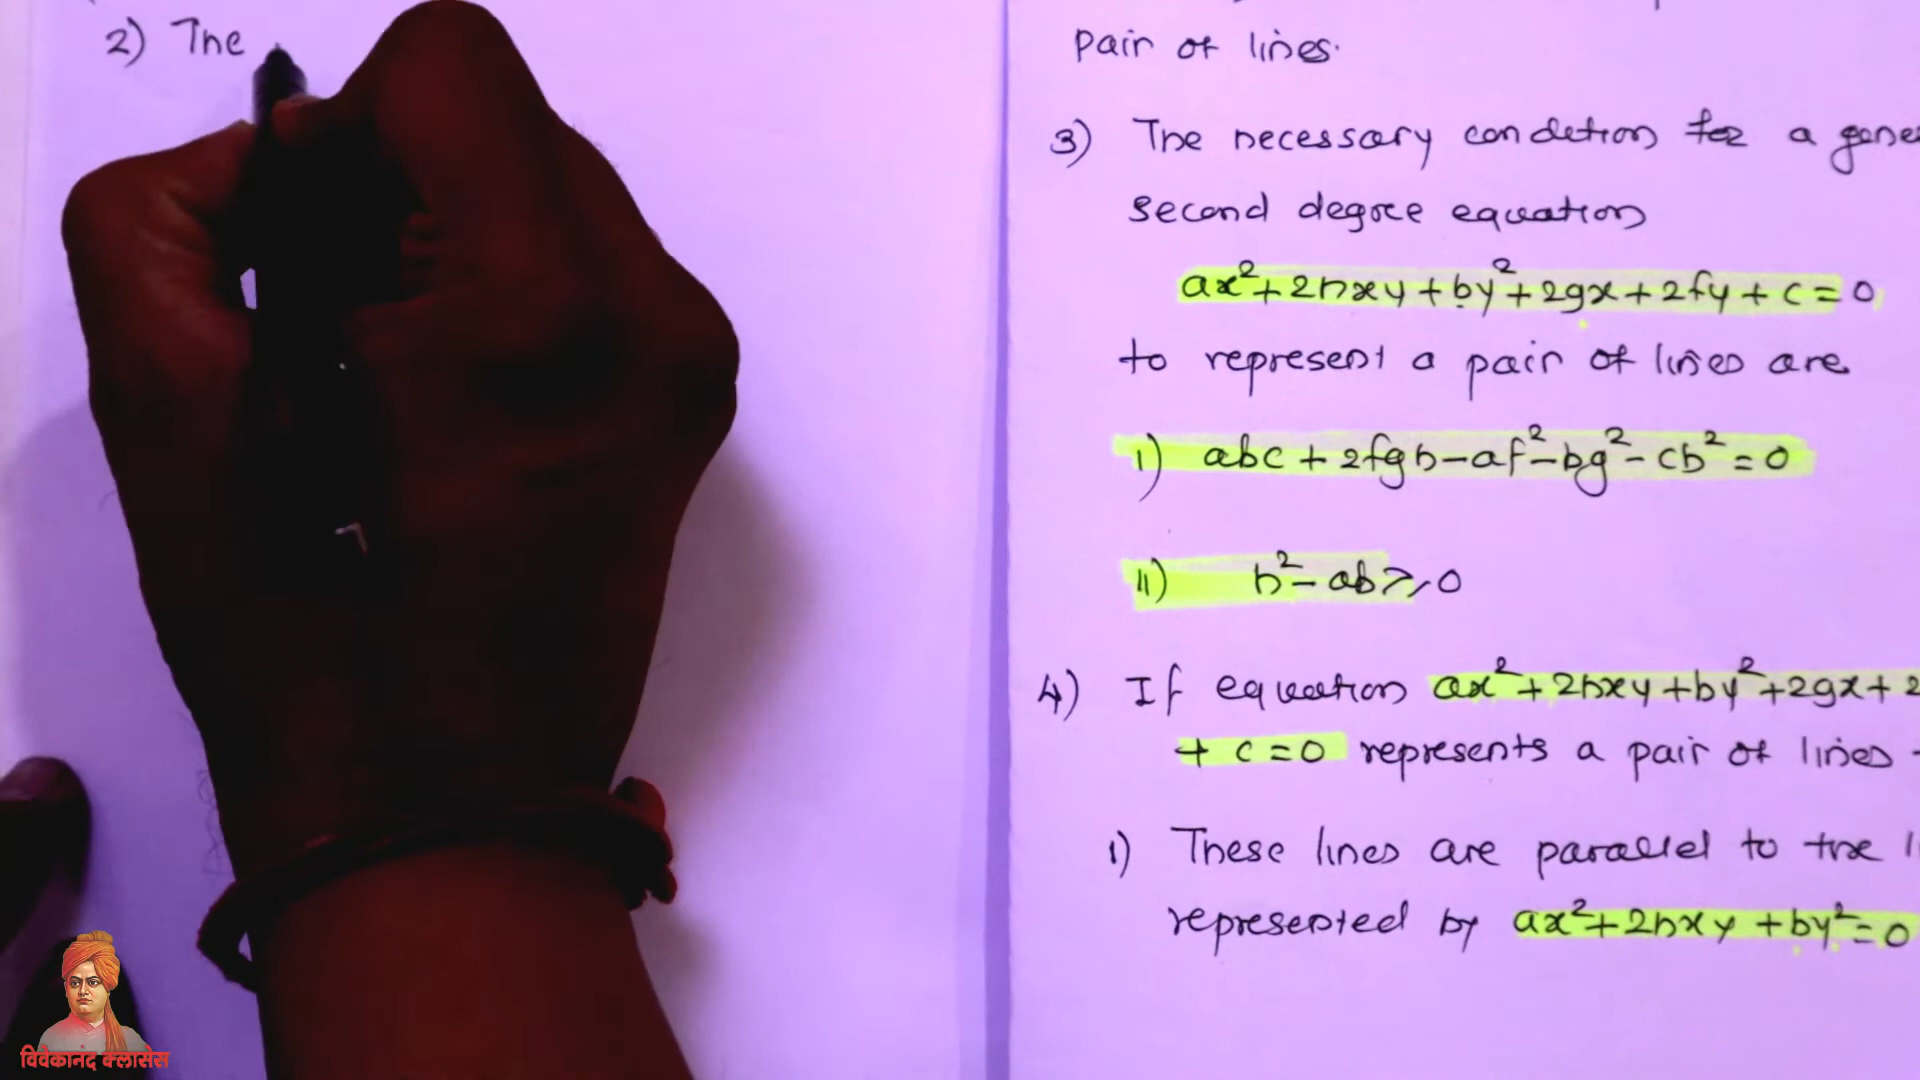 2) The
pair of lines.
3) The necessary condition for a gene
second degree equation
ax²+2hxy+by²+2gx+2fy+c=0
to represent a pair of lines are
i) abc+2fgh-af²-bg²-ch²=0
ii) h²-ab≥0
4) If equation ax²+2hxy+by²+2gx+2
+c=0 represents a pair of lines
i) These lines are parallel to the l
represented by ax²+2hxy+by²=0
विवेकानंद क्लासेस